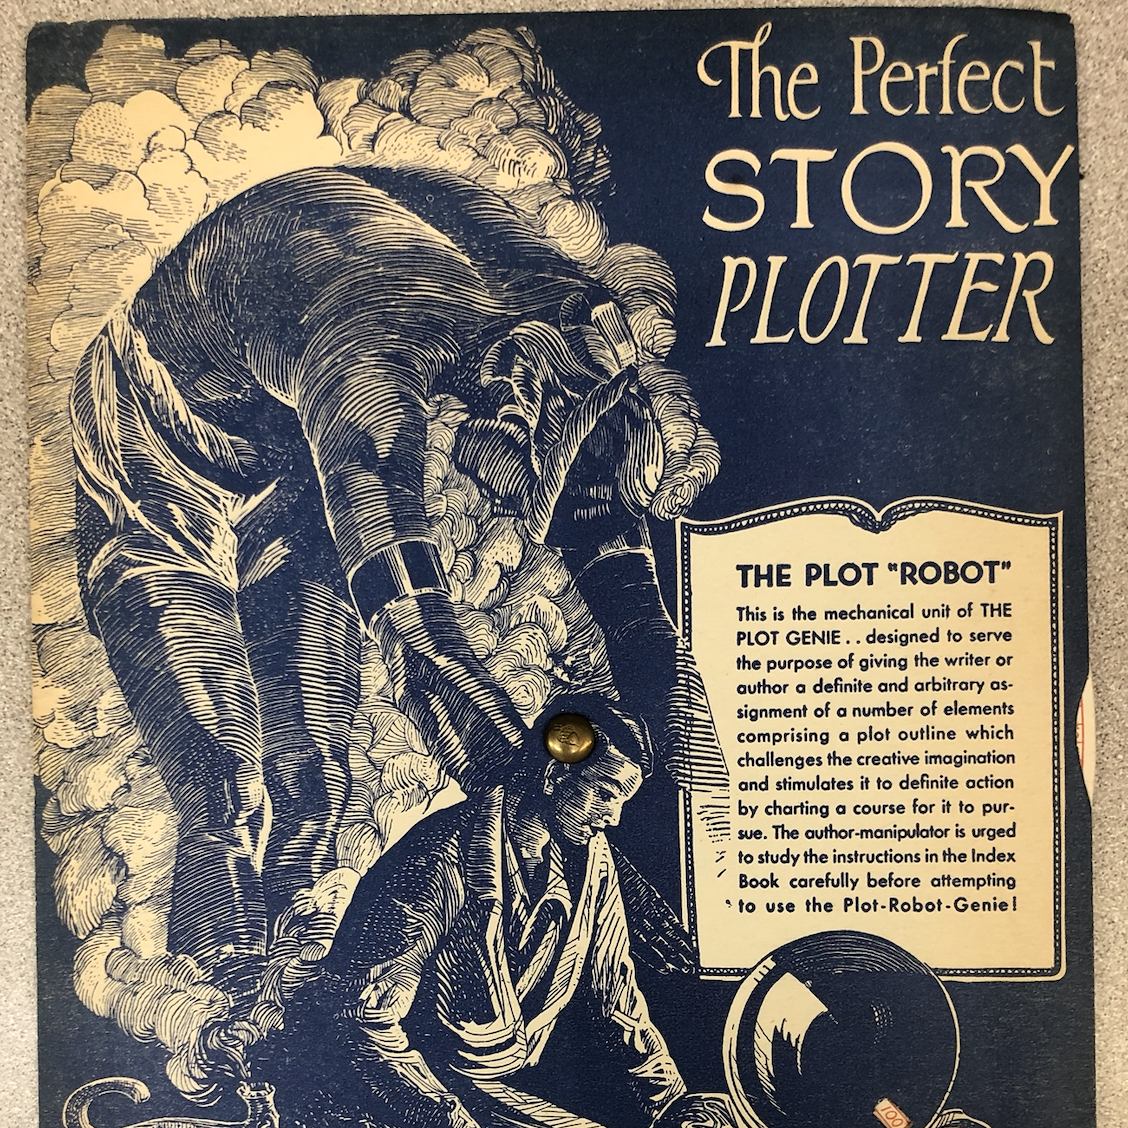 The Perfect
STORY
PLOTTER
THE PLOT "ROBOT"
This is the mechanical unit of THE
PLOT GENIE . . designed to serve
the purpose of giving the writer or
author a definite and arbitrary as-
signment of a number of elements
comprising a plot outline which
challenges the creative imagination
and stimulates it to definite action
by charting a course for it to pur-
sue. The author-manipulator is urged
to study the instructions in the Index
Book carefully before attempting
to use the Plot-Robot-Genie!
100